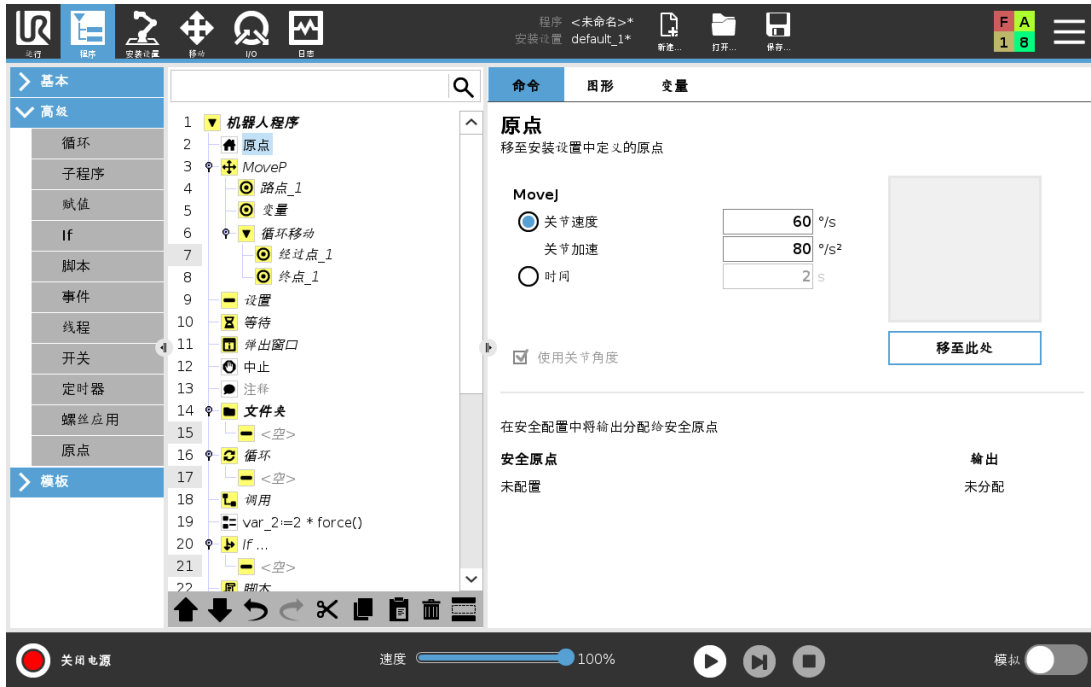 UR
运行
程序
安装设置
移动
I/O
日志
程序 <未命名>*
安装设置 default_1*
新建...
打开...
保存...
F A
1 8
基本
高级
循环
子程序
赋值
If
脚本
事件
线程
开关
定时器
螺丝应用
原点
模板
1 机器人程序
2 原点
3 MoveP
4 路点_1
5 变量
6 循环移动
7 经过点_1
8 终点_1
9 设置
10 等待
11 弹出窗口
12 中止
13 注释
14 文件夹
15 <空>
16 循环
17 <空>
18 调用
19 var_2:=2 * force()
20 If ...
21 <空>
22 脚本
命令 图形 变量
原点
移至安装设置中定义的原点
MoveJ
关节速度 60 °/s
关节加速 80 °/s²
时间 2 s
使用关节角度
移至此处
在安全配置中将输出分配给安全原点
安全原点 输出
未配置 未分配
关闭电源
速度 100%
模拟